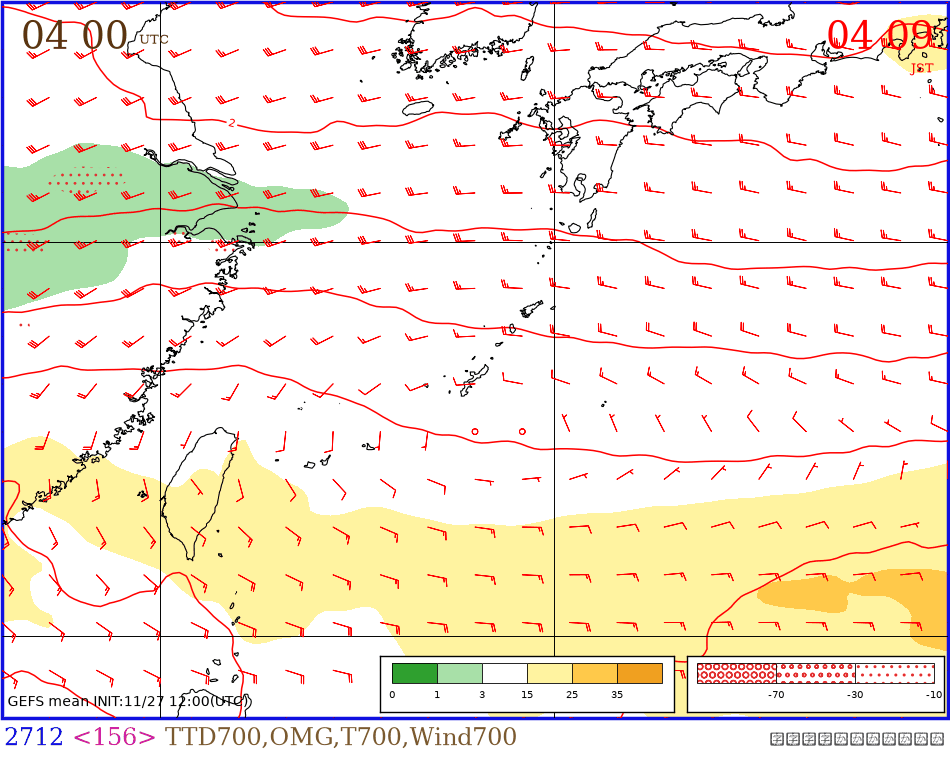 04 00 UTC
04 09
JST
2
0 1 3 15 25 35
-70 -30 -10
GEFS mean INIT:11/27 12:00(UTC)
2712 <156> TTD700,OMG,T700,Wind700